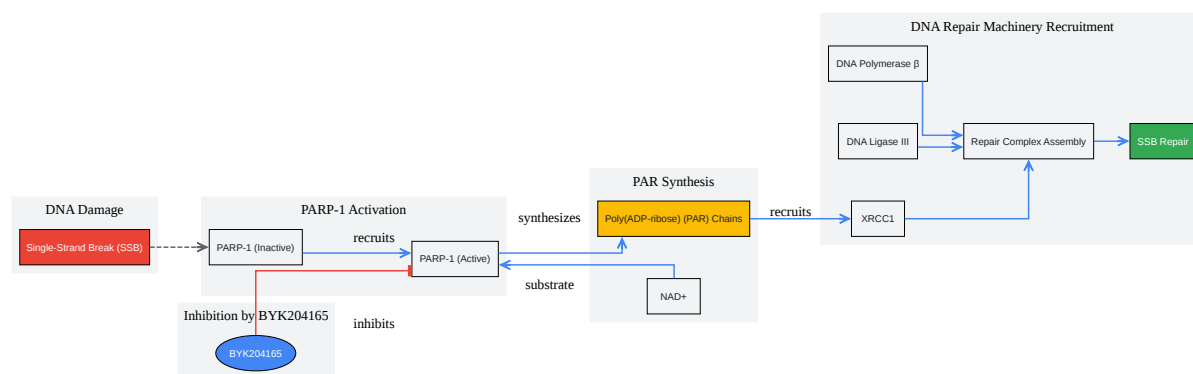 DNA Repair Machinery Recruitment
DNA Polymerase β
DNA Ligase III
Repair Complex Assembly
SSB Repair
XRCC1
PAR Synthesis
Poly(ADP-ribose) (PAR) Chains
recruits
NAD+
synthesizes
substrate
DNA Damage
Single-Strand Break (SSB)
PARP-1 Activation
PARP-1 (Inactive)
recruits
PARP-1 (Active)
Inhibition by BYK204165
inhibits
BYK204165